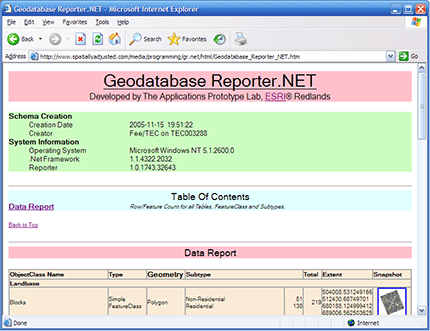 Geodatabase Reporter.NET - Microsoft Internet Explorer
File Edit View Favorites Tools Help
Back Search Favorites
Address http://www.spatiallyadjusted.com/media/programming/gr.net/html/Geodatabase_Reporter_NET.htm Go
Geodatabase Reporter.NET
Developed by The Applications Prototype Lab, ESRI® Redlands
Schema Creation
Creation Date 2005-11-15 19:51:22
Creator Fee/TEC on TEC003288
System Information
Operating System Microsoft Windows NT 5.1.2600.0
.Net Framework 1.1.4322.2032
Reporter 1.0.1743.32643
Table Of Contents
Data Report Row/Feature Count for all Tables, FeatureClass and Subtypes.
Back to Top
Data Report
ObjectClass Name Type Geometry Subtype Total Extent Snapshot
Landbase
Blocks Simple FeatureClass Polygon Non-Residential 81 219 504008.531249166
Residential 138 512430.68749701
680188.124999412
689006.562503625
Done Internet